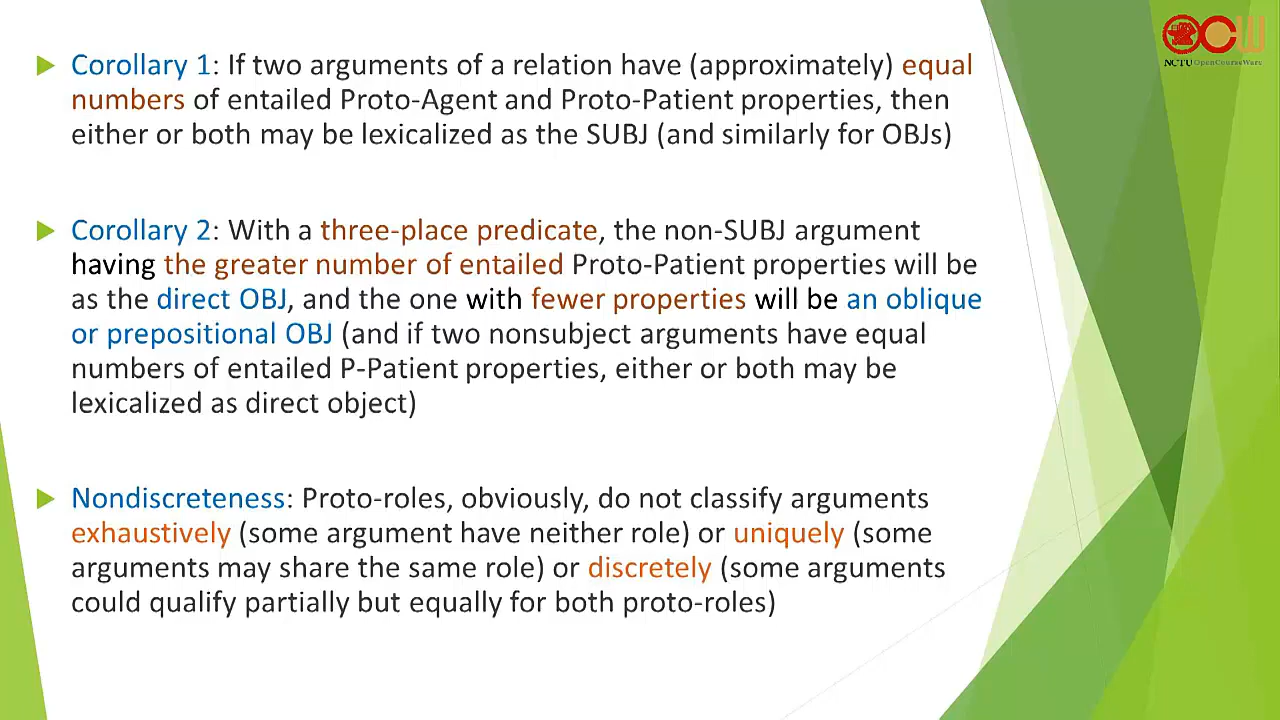 OCW
NCTU OpenCourseWare
Corollary 1: If two arguments of a relation have (approximately) equal
numbers of entailed Proto-Agent and Proto-Patient properties, then
either or both may be lexicalized as the SUBJ (and similarly for OBJs)
Corollary 2: With a three-place predicate, the non-SUBJ argument
having the greater number of entailed Proto-Patient properties will be
as the direct OBJ, and the one with fewer properties will be an oblique
or prepositional OBJ (and if two nonsubject arguments have equal
numbers of entailed P-Patient properties, either or both may be
lexicalized as direct object)
Nondiscreteness: Proto-roles, obviously, do not classify arguments
exhaustively (some argument have neither role) or uniquely (some
arguments may share the same role) or discretely (some arguments
could qualify partially but equally for both proto-roles)